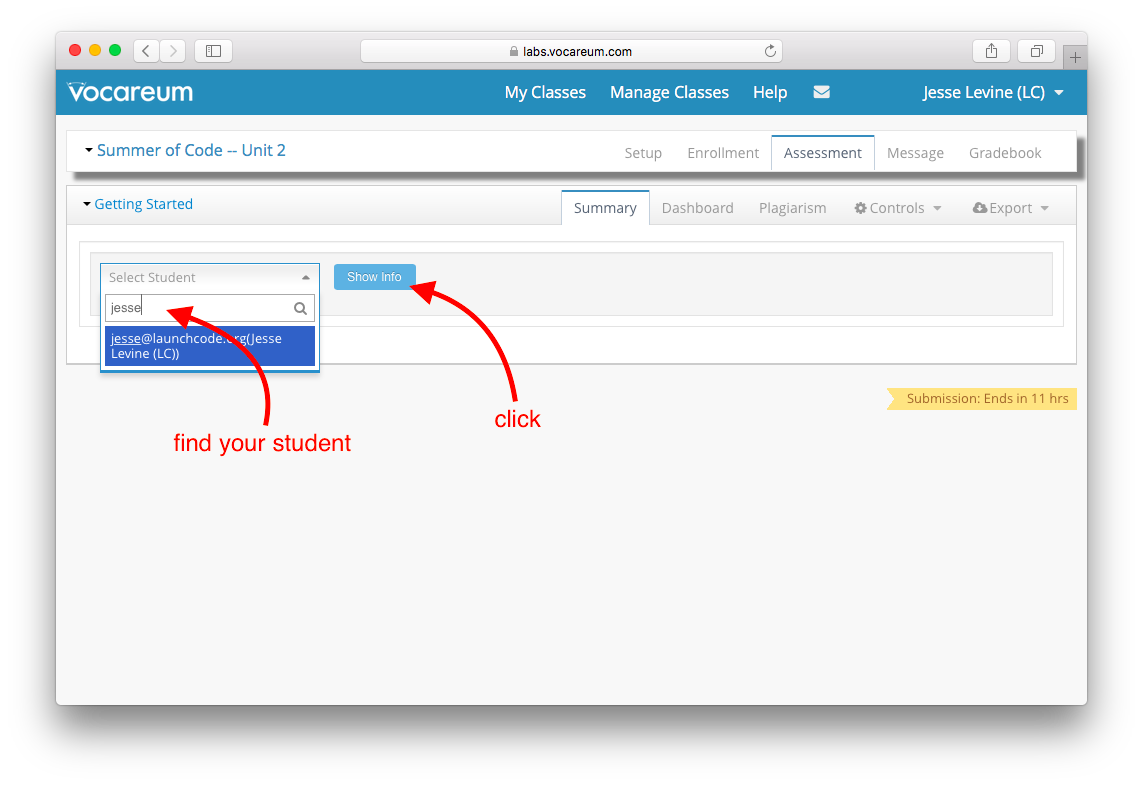 labs.vocareum.com
Vocareum My Classes Manage Classes Help Jesse Levine (LC)
Summer of Code -- Unit 2 Setup Enrollment Assessment Message Gradebook
Getting Started Summary Dashboard Plagiarism Controls Export
Select Student Show Info
jesse
jesse@launchcode.org(Jesse
Levine (LC))
Submission: Ends in 11 hrs
click
find your student